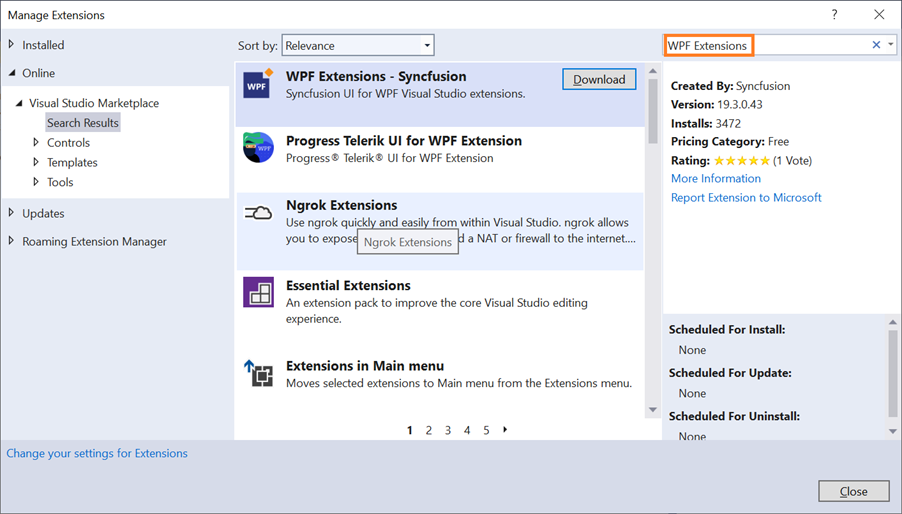 Manage Extensions
?
Installed
Online
Visual Studio Marketplace
Search Results
Controls
Templates
Tools
Updates
Roaming Extension Manager
Sort by: Relevance
WPF
WPF Extensions - Syncfusion
Syncfusion UI for WPF Visual Studio extensions.
Download
WPF
Progress Telerik UI for WPF Extension
Progress® Telerik® UI for WPF Extension
Ngrok Extensions
Use ngrok quickly and easily from within Visual Studio. ngrok allows
you to expose d a NAT or firewall to the internet....
Ngrok Extensions
Essential Extensions
An extension pack to improve the core Visual Studio editing
experience.
Extensions in Main menu
Moves selected extensions to Main menu from the Extensions menu.
1 2 3 4 5
WPF Extensions
Created By: Syncfusion
Version: 19.3.0.43
Installs: 3472
Pricing Category: Free
Rating: ★★★★★ (1 Vote)
More Information
Report Extension to Microsoft
Scheduled For Install:
None
Scheduled For Update:
None
Scheduled For Uninstall:
None
Change your settings for Extensions
Close